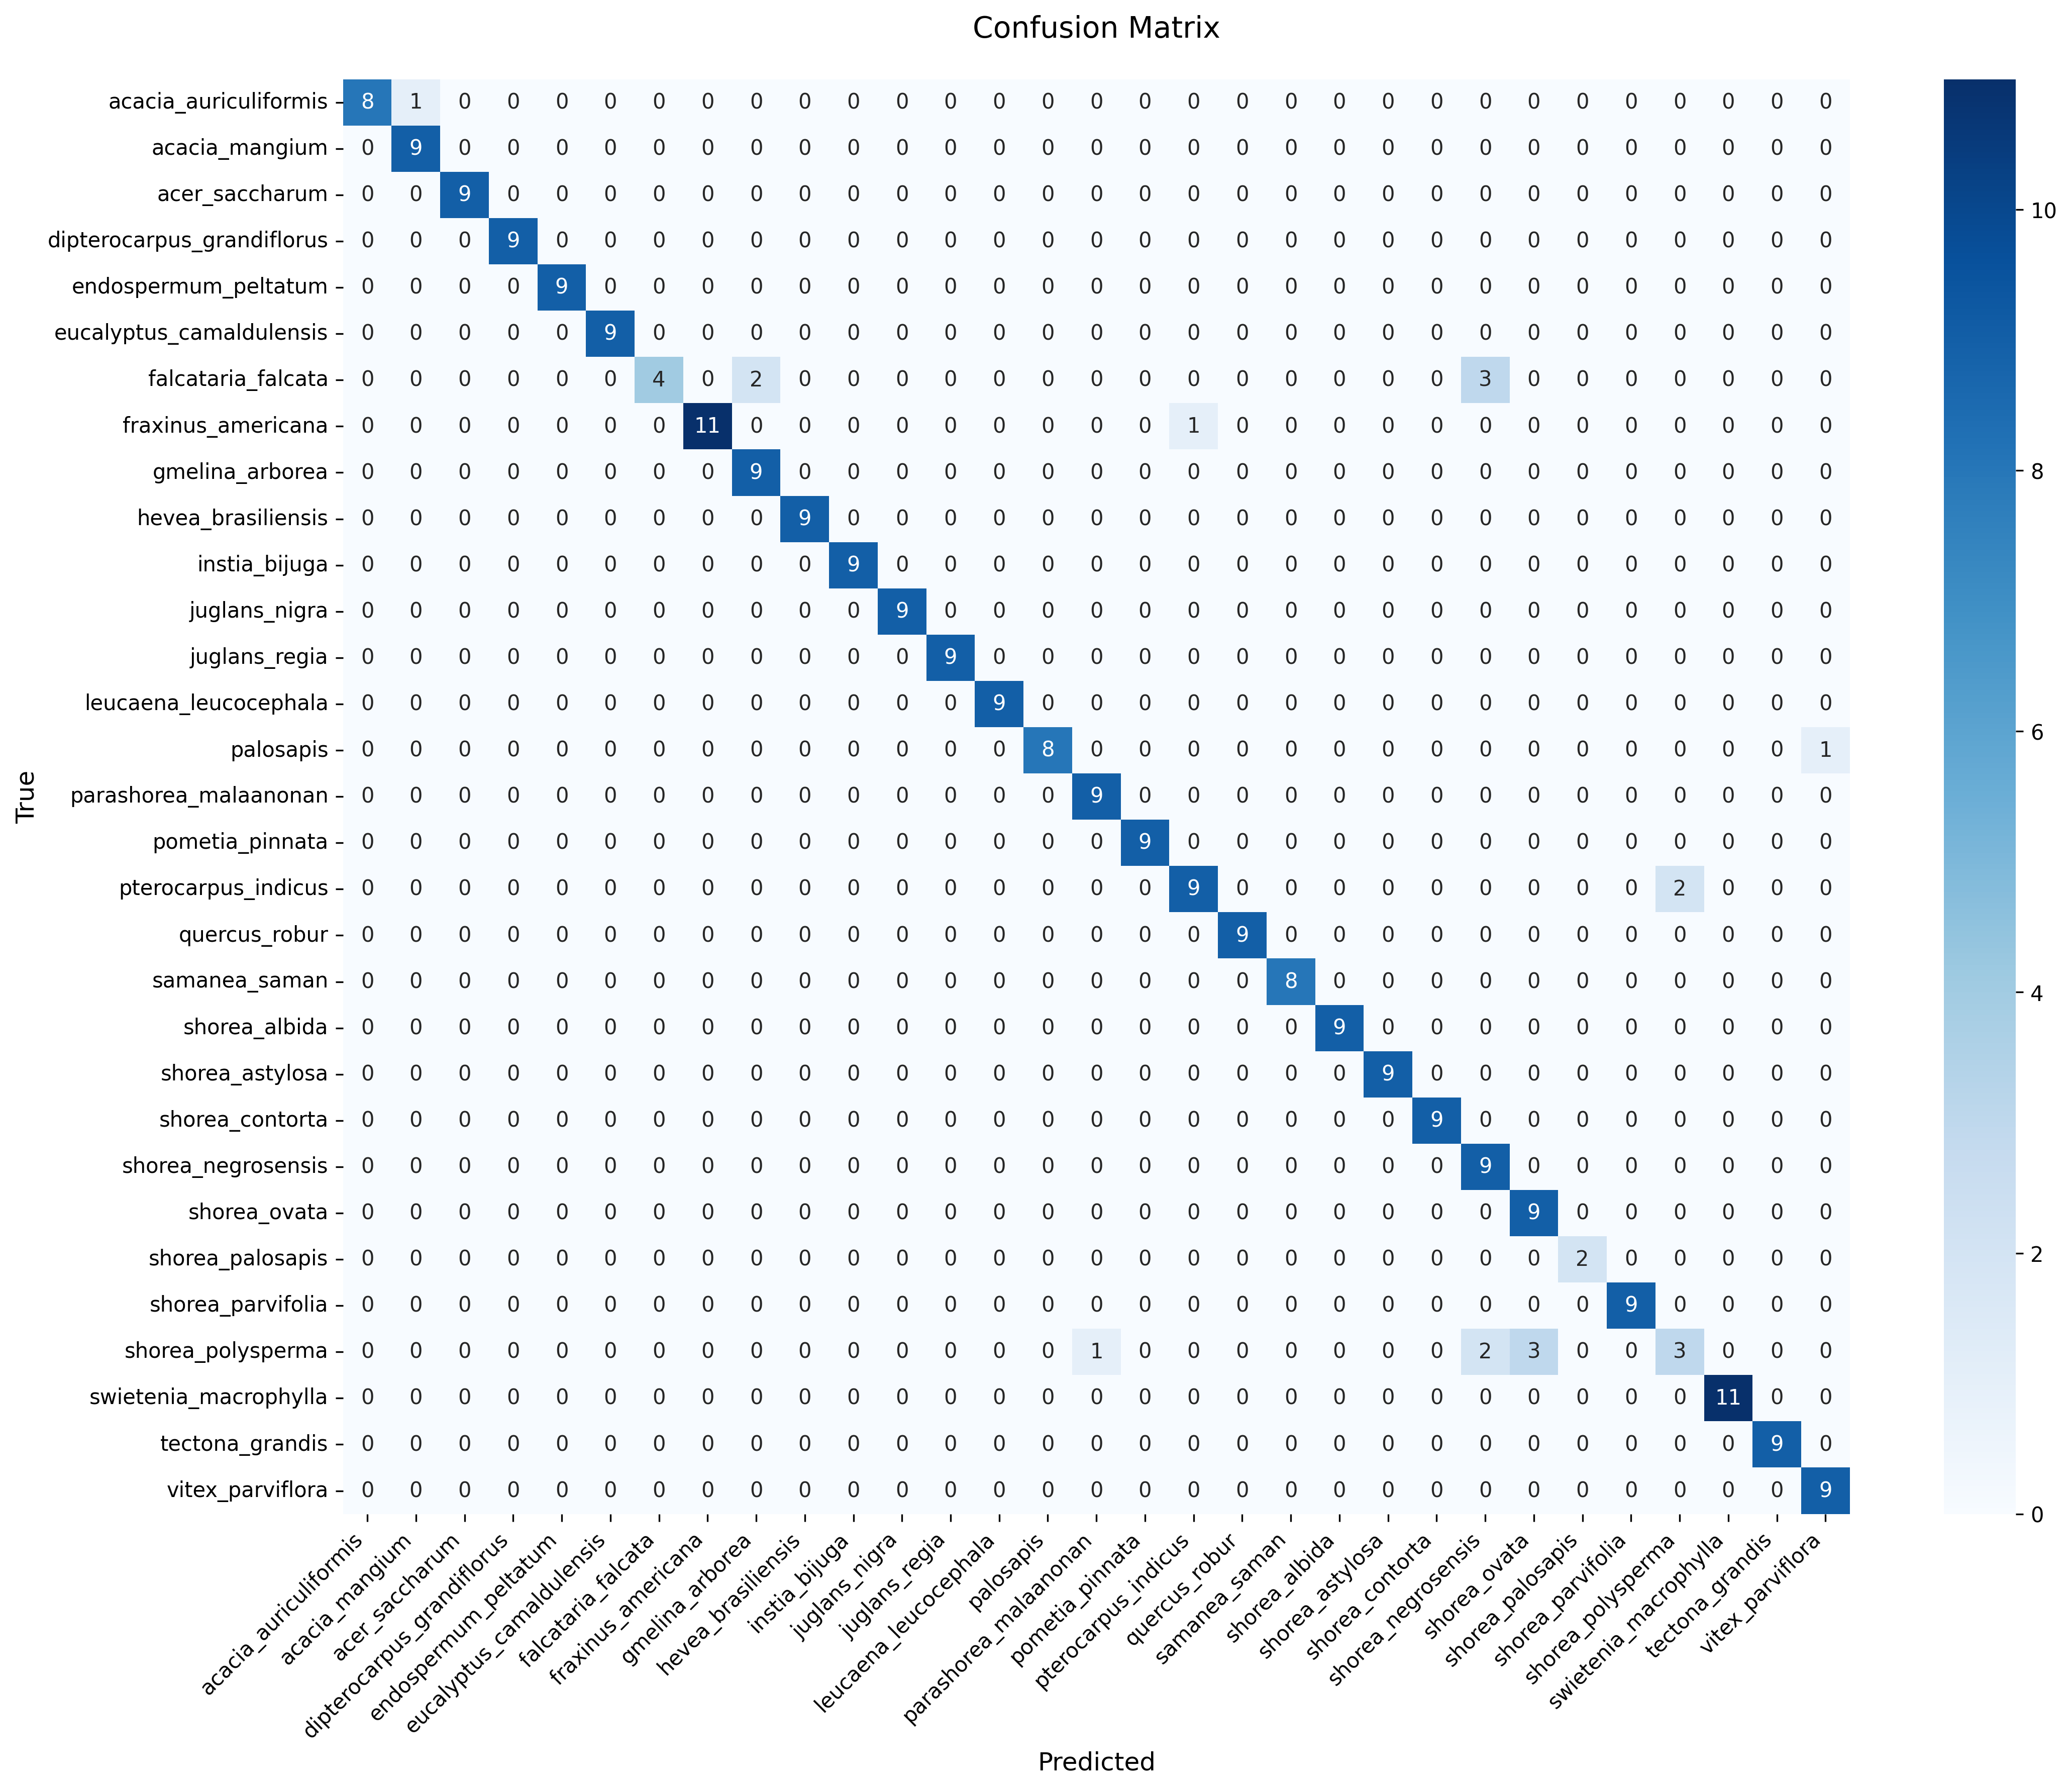 Confusion Matrix
acacia_auriculiformis 8 1 0 0 0 0 0 0 0 0 0 0 0 0 0 0 0 0 0 0 0 0 0 0 0 0 0 0 0 0 0
acacia_mangium 0 9 0 0 0 0 0 0 0 0 0 0 0 0 0 0 0 0 0 0 0 0 0 0 0 0 0 0 0 0 0
acer_saccharum 0 0 9 0 0 0 0 0 0 0 0 0 0 0 0 0 0 0 0 0 0 0 0 0 0 0 0 0 0 0 0
dipterocarpus_grandiflorus 0 0 0 9 0 0 0 0 0 0 0 0 0 0 0 0 0 0 0 0 0 0 0 0 0 0 0 0 0 0 0
endospermum_peltatum 0 0 0 0 9 0 0 0 0 0 0 0 0 0 0 0 0 0 0 0 0 0 0 0 0 0 0 0 0 0 0
eucalyptus_camaldulensis 0 0 0 0 0 9 0 0 0 0 0 0 0 0 0 0 0 0 0 0 0 0 0 0 0 0 0 0 0 0 0
falcataria_falcata 0 0 0 0 0 0 4 0 2 0 0 0 0 0 0 0 0 0 0 0 0 0 0 3 0 0 0 0 0 0 0
fraxinus_americana 0 0 0 0 0 0 0 11 0 0 0 0 0 0 0 0 0 1 0 0 0 0 0 0 0 0 0 0 0 0 0
gmelina_arborea 0 0 0 0 0 0 0 0 9 0 0 0 0 0 0 0 0 0 0 0 0 0 0 0 0 0 0 0 0 0 0
hevea_brasiliensis 0 0 0 0 0 0 0 0 0 9 0 0 0 0 0 0 0 0 0 0 0 0 0 0 0 0 0 0 0 0 0
instia_bijuga 0 0 0 0 0 0 0 0 0 0 9 0 0 0 0 0 0 0 0 0 0 0 0 0 0 0 0 0 0 0 0
juglans_nigra 0 0 0 0 0 0 0 0 0 0 0 9 0 0 0 0 0 0 0 0 0 0 0 0 0 0 0 0 0 0 0
juglans_regia 0 0 0 0 0 0 0 0 0 0 0 0 9 0 0 0 0 0 0 0 0 0 0 0 0 0 0 0 0 0 0
leucaena_leucocephala 0 0 0 0 0 0 0 0 0 0 0 0 0 9 0 0 0 0 0 0 0 0 0 0 0 0 0 0 0 0 0
palosapis 0 0 0 0 0 0 0 0 0 0 0 0 0 0 8 0 0 0 0 0 0 0 0 0 0 0 0 0 0 0 1
parashorea_malaanonan 0 0 0 0 0 0 0 0 0 0 0 0 0 0 0 9 0 0 0 0 0 0 0 0 0 0 0 0 0 0 0
pometia_pinnata 0 0 0 0 0 0 0 0 0 0 0 0 0 0 0 0 9 0 0 0 0 0 0 0 0 0 0 0 0 0 0
pterocarpus_indicus 0 0 0 0 0 0 0 0 0 0 0 0 0 0 0 0 0 9 0 0 0 0 0 0 0 0 0 2 0 0 0
quercus_robur 0 0 0 0 0 0 0 0 0 0 0 0 0 0 0 0 0 0 9 0 0 0 0 0 0 0 0 0 0 0 0
samanea_saman 0 0 0 0 0 0 0 0 0 0 0 0 0 0 0 0 0 0 0 8 0 0 0 0 0 0 0 0 0 0 0
shorea_albida 0 0 0 0 0 0 0 0 0 0 0 0 0 0 0 0 0 0 0 0 9 0 0 0 0 0 0 0 0 0 0
shorea_astylosa 0 0 0 0 0 0 0 0 0 0 0 0 0 0 0 0 0 0 0 0 0 9 0 0 0 0 0 0 0 0 0
shorea_contorta 0 0 0 0 0 0 0 0 0 0 0 0 0 0 0 0 0 0 0 0 0 0 9 0 0 0 0 0 0 0 0
shorea_negrosensis 0 0 0 0 0 0 0 0 0 0 0 0 0 0 0 0 0 0 0 0 0 0 0 9 0 0 0 0 0 0 0
shorea_ovata 0 0 0 0 0 0 0 0 0 0 0 0 0 0 0 0 0 0 0 0 0 0 0 0 9 0 0 0 0 0 0
shorea_palosapis 0 0 0 0 0 0 0 0 0 0 0 0 0 0 0 0 0 0 0 0 0 0 0 0 0 2 0 0 0 0 0
shorea_parvifolia 0 0 0 0 0 0 0 0 0 0 0 0 0 0 0 0 0 0 0 0 0 0 0 0 0 0 9 0 0 0 0
shorea_polysperma 0 0 0 0 0 0 0 0 0 0 0 0 0 0 0 1 0 0 0 0 0 0 0 2 3 0 0 3 0 0 0
swietenia_macrophylla 0 0 0 0 0 0 0 0 0 0 0 0 0 0 0 0 0 0 0 0 0 0 0 0 0 0 0 0 11 0 0
tectona_grandis 0 0 0 0 0 0 0 0 0 0 0 0 0 0 0 0 0 0 0 0 0 0 0 0 0 0 0 0 0 9 0
vitex_parviflora 0 0 0 0 0 0 0 0 0 0 0 0 0 0 0 0 0 0 0 0 0 0 0 0 0 0 0 0 0 0 9
True
acacia_auriculiformis
acacia_mangium
acer_saccharum
dipterocarpus_grandiflorus
endospermum_peltatum
eucalyptus_camaldulensis
falcataria_falcata
fraxinus_americana
gmelina_arborea
hevea_brasiliensis
instia_bijuga
juglans_nigra
juglans_regia
leucaena_leucocephala
palosapis
parashorea_malaanonan
pometia_pinnata
pterocarpus_indicus
quercus_robur
samanea_saman
shorea_albida
shorea_astylosa
shorea_contorta
shorea_negrosensis
shorea_ovata
shorea_palosapis
shorea_parvifolia
shorea_polysperma
swietenia_macrophylla
tectona_grandis
vitex_parviflora
Predicted
10
8
6
4
2
0